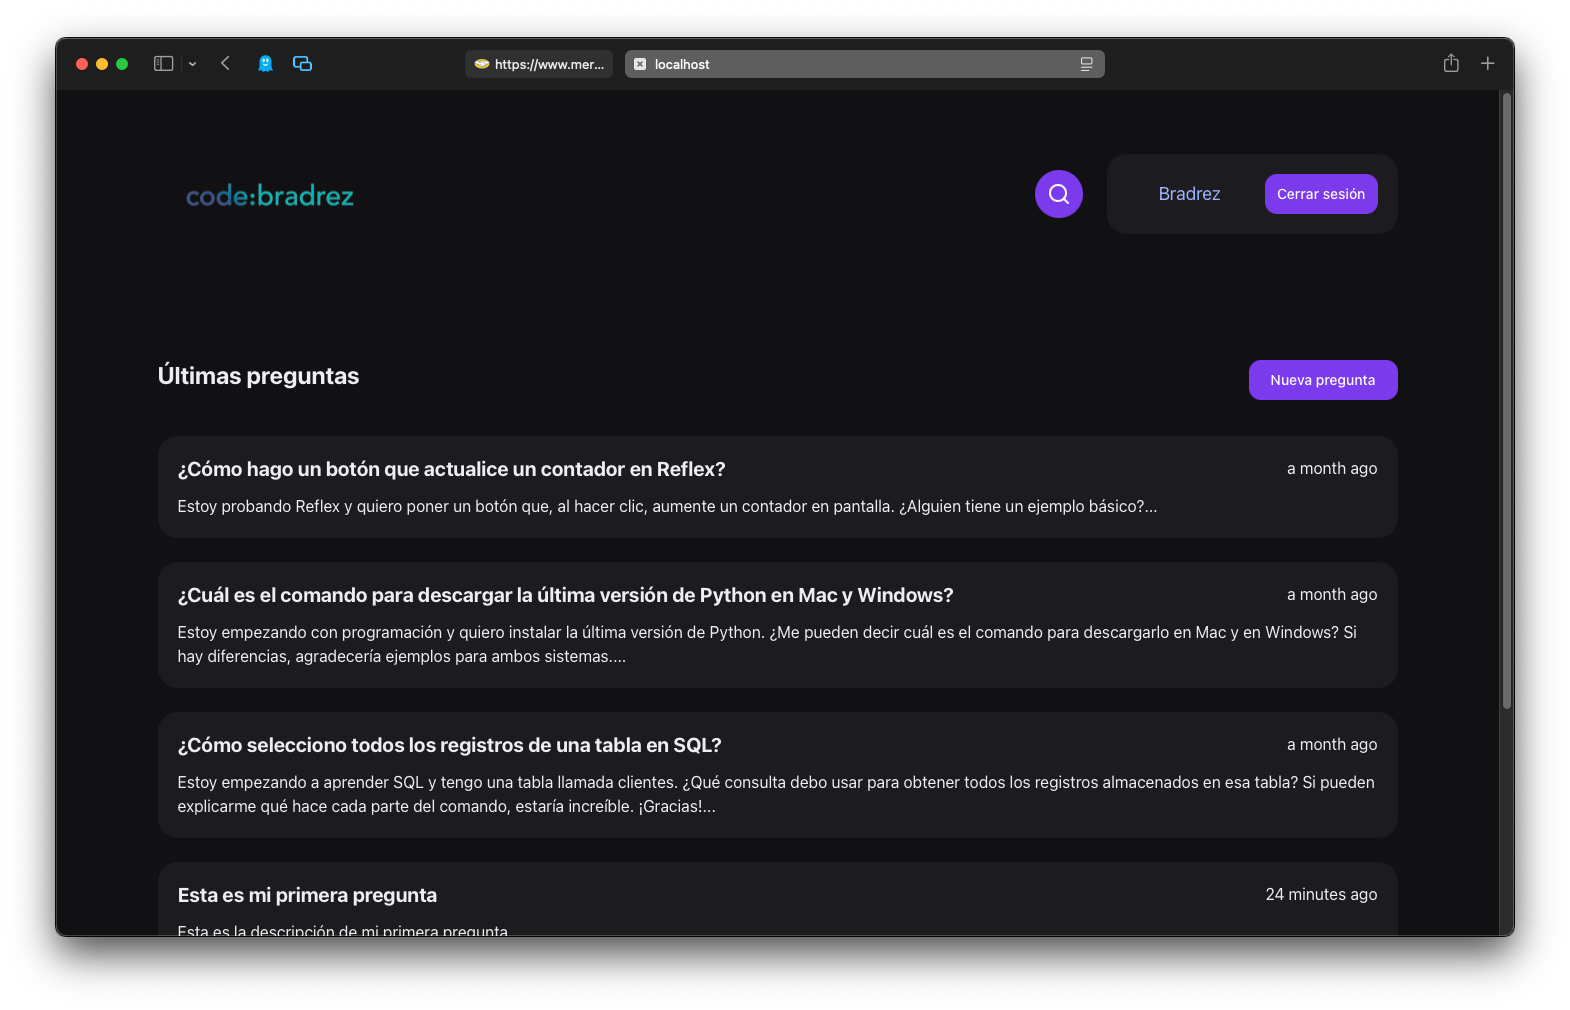 https://www.mer...
localhost
code:bradrez
Bradrez
Cerrar sesión
Últimas preguntas
Nueva pregunta
¿Cómo hago un botón que actualice un contador en Reflex?
a month ago
Estoy probando Reflex y quiero poner un botón que, al hacer clic, aumente un contador en pantalla. ¿Alguien tiene un ejemplo básico?...
¿Cuál es el comando para descargar la última versión de Python en Mac y Windows?
a month ago
Estoy empezando con programación y quiero instalar la última versión de Python. ¿Me pueden decir cuál es el comando para descargarlo en Mac y en Windows? Si
hay diferencias, agradecería ejemplos para ambos sistemas....
¿Cómo selecciono todos los registros de una tabla en SQL?
a month ago
Estoy empezando a aprender SQL y tengo una tabla llamada clientes. ¿Qué consulta debo usar para obtener todos los registros almacenados en esa tabla? Si pueden
explicarme qué hace cada parte del comando, estaría increíble. ¡Gracias!...
Esta es mi primera pregunta
24 minutes ago
Esta es la descripción de mi primera pregunta